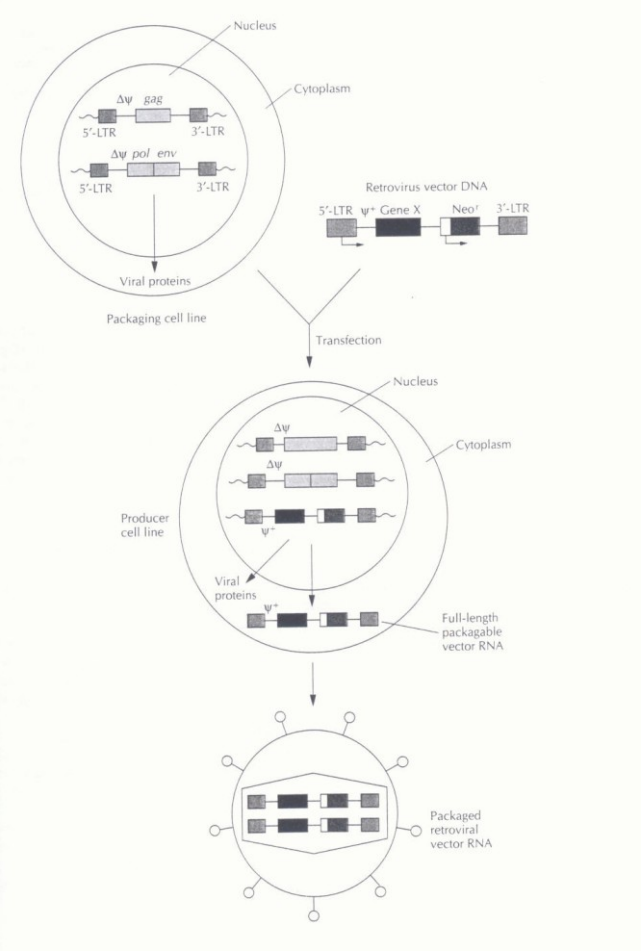 Nucleus
Cytoplasm
Δψ gag
5'-LTR 3'-LTR
Δψ pol env
5'-LTR 3'-LTR
Viral proteins
Packaging cell line
Retrovirus vector DNA
5'-LTR ψ⁺ Gene X Neoʳ 3'-LTR
Transfection
Nucleus
Cytoplasm
Δψ
Δψ
ψ⁺
Producer
cell line
Viral
proteins
ψ⁺
Full-length
packagable
vector RNA
Packaged
retroviral
vector RNA